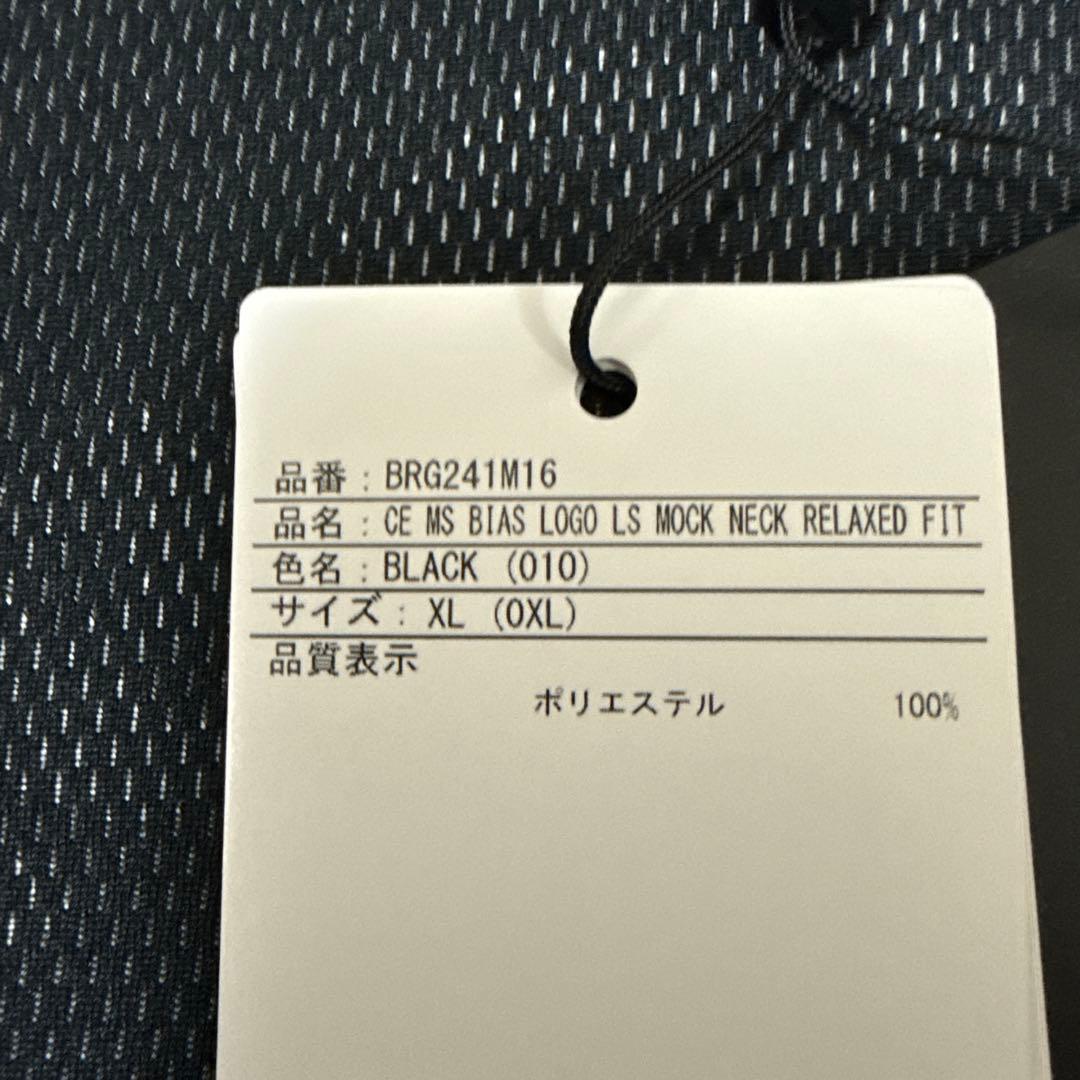 品番：BRG241M16
品名：CE MS BIAS LOGO LS MOCK NECK RELAXED FIT
色名：BLACK (010)
サイズ：XL (0XL)
品質表示
ポリエステル 100%